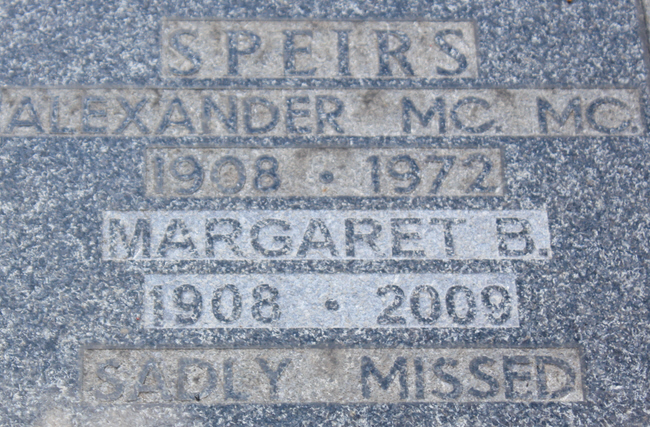 SPEIRS
ALEXANDER MC. MC.
1908 · 1972
MARGARET B.
1908 · 2009
SADLY MISSED